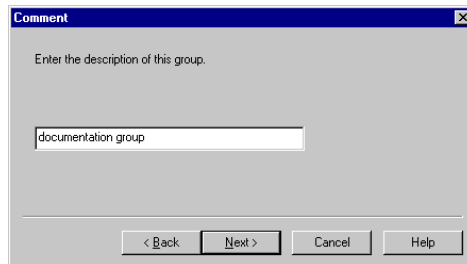 Comment
Enter the description of this group.
documentation group
< Back Next > Cancel Help